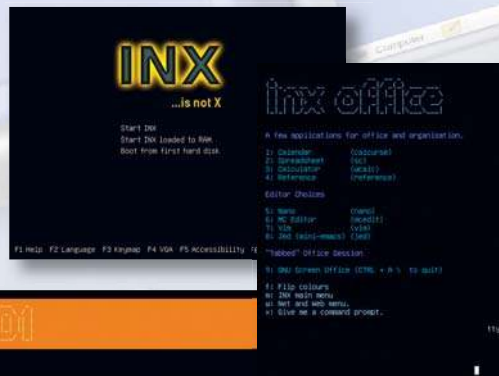 Computer
INX
...is not X
Start INX
Start INX loaded to RAM
Boot from first hard disk
F1 Help F2 Language F3 Keymap F4 VGA F5 Accessibility
inx office
A few applications for office and organisation.
1: Calendar (calcurse)
2: Spreadsheet (sc)
3: Calculator (wcalc)
4: Reference (reference)
Editor Choices
5: Nano (nano)
6: MC Editor (mcedit)
7: Vim (vim)
8: Jed (mini-emacs) (jed)
"Tabbed" Office Session
9: GNU Screen Office (CTRL + A \ to quit)
f: Flip colours
m: INX main menu
w: Net and web menu.
x: Give me a command prompt.
01
tty